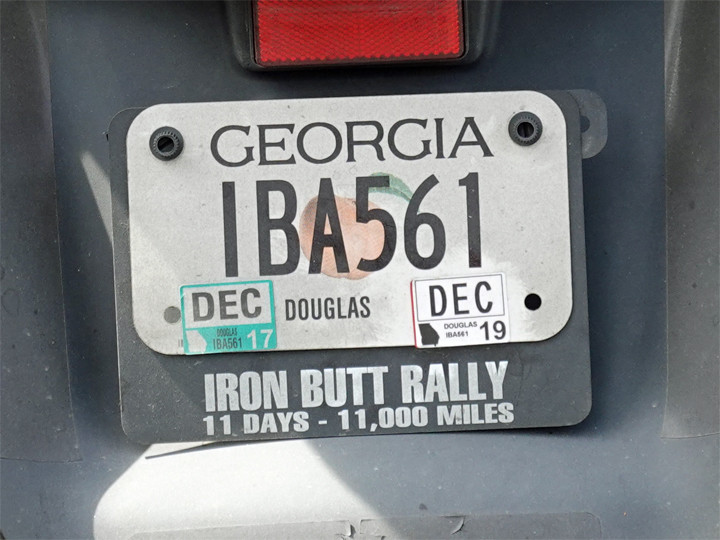 GEORGIA
IBA561
DEC
DOUGLAS
IBA561 17
DOUGLAS
DEC
DOUGLAS
IBA561 19
IRON BUTT RALLY
11 DAYS - 11,000 MILES